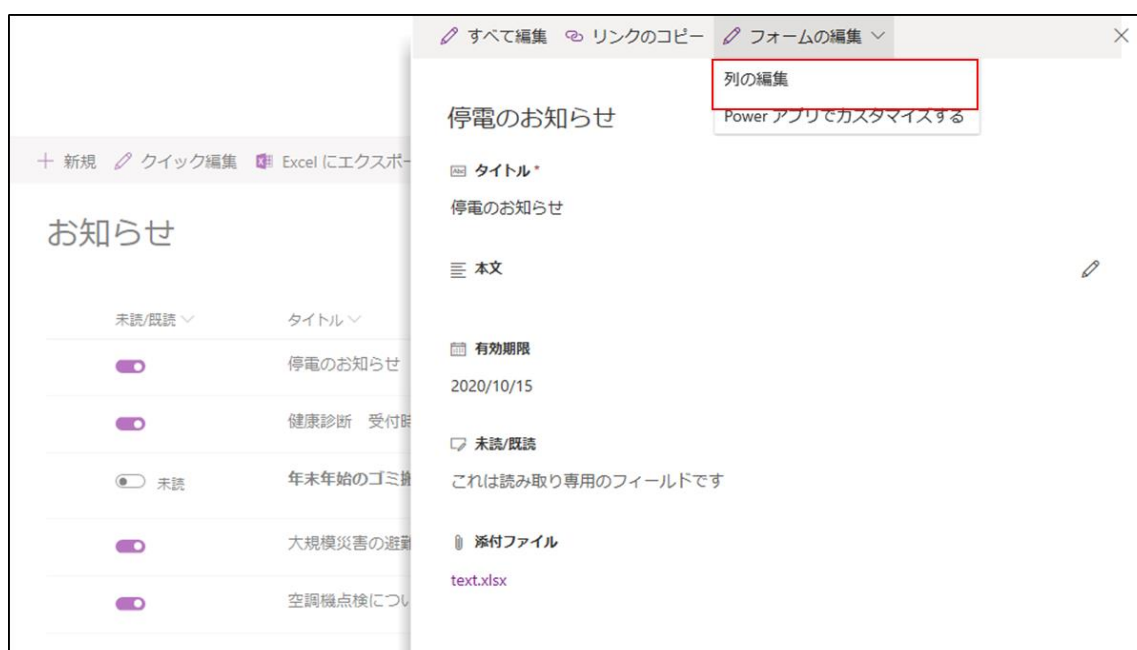 すべて編集 リンクのコピー フォームの編集
列の編集
Power アプリでカスタマイズする
停電のお知らせ
タイトル *
停電のお知らせ
本文
有効期限
2020/10/15
未読/既読
これは読み取り専用のフィールドです
添付ファイル
text.xlsx
+ 新規 クイック編集 Excel にエクスポー
お知らせ
未読/既読 タイトル
停電のお知らせ
健康診断 受付時
未読 年末年始のゴミ搬
大規模災害の避難
空調機点検につい